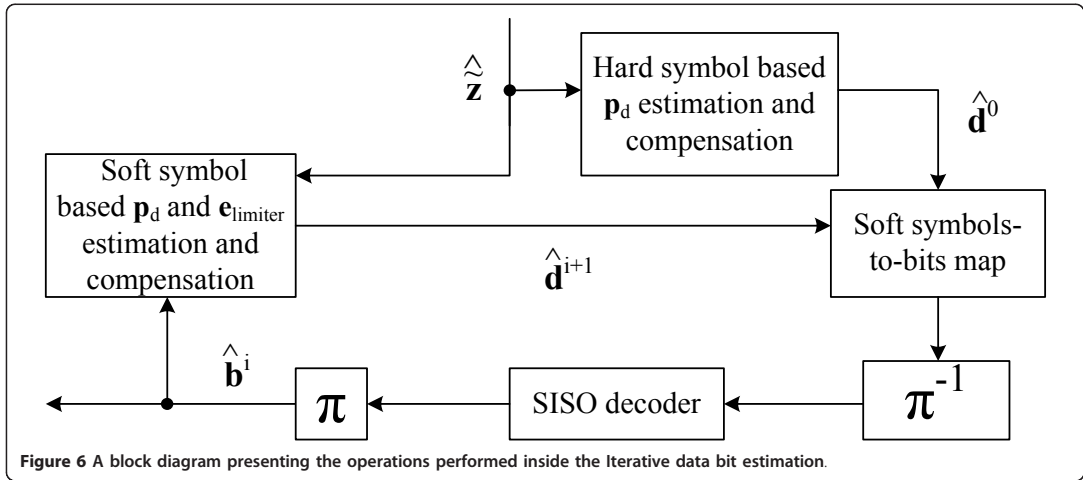 Hard symbol based
p_d estimation and
compensation
ẑ̃
d̂^0
Soft symbol
based p_d and e_limiter
estimation and
compensation
Soft symbols-
to-bits map
d̂^{i+1}
b̂^i
π
SISO decoder
π^{-1}
Figure 6 A block diagram presenting the operations performed inside the Iterative data bit estimation.